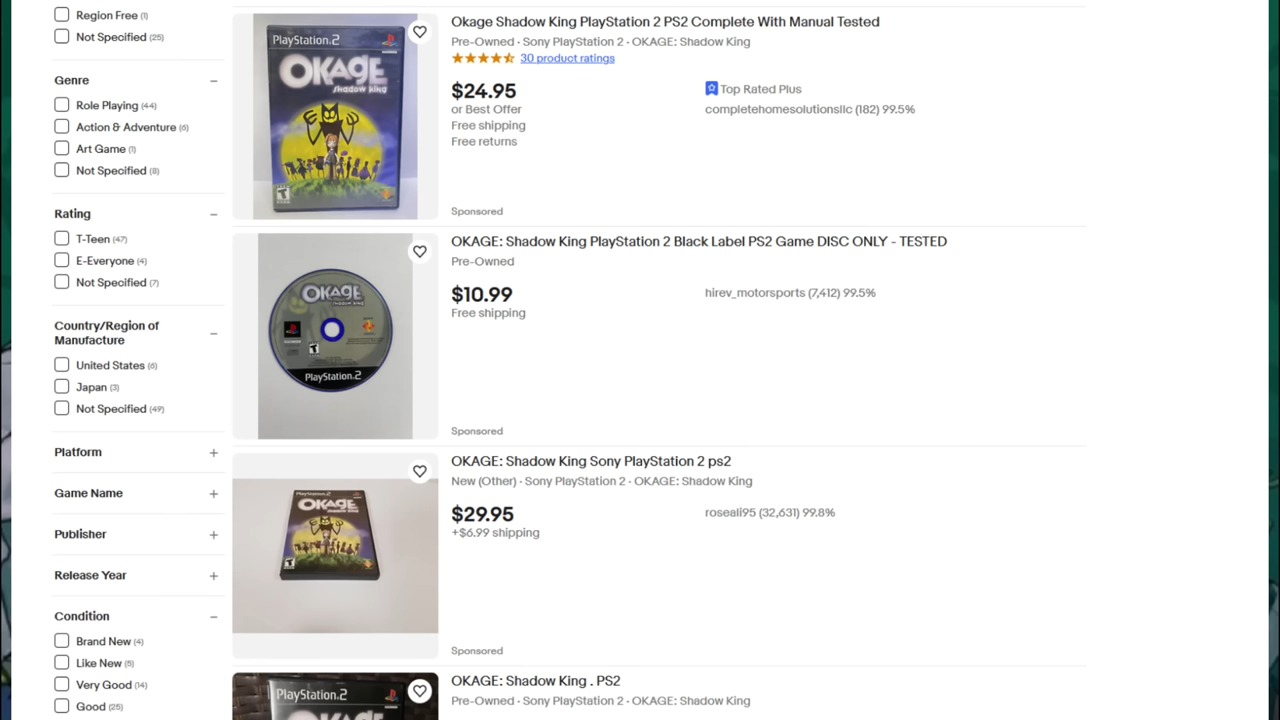 Region Free (1)
Not Specified (25)
Genre
Role Playing (44)
Action & Adventure (6)
Art Game (1)
Not Specified (8)
Rating
T-Teen (47)
E-Everyone (4)
Not Specified (7)
Country/Region of
Manufacture
United States (6)
Japan (3)
Not Specified (49)
Platform
Game Name
Publisher
Release Year
Condition
Brand New (4)
Like New (5)
Very Good (14)
Good (25)
PlayStation.2
OKAGE
shadow king
T
Okage Shadow King PlayStation 2 PS2 Complete With Manual Tested
Pre-Owned · Sony PlayStation 2 · OKAGE: Shadow King
30 product ratings
$24.95
or Best Offer
Free shipping
Free returns
Top Rated Plus
completehomesolutionsllc (182) 99.5%
Sponsored
OKAGE
T
PlayStation.2
OKAGE: Shadow King PlayStation 2 Black Label PS2 Game DISC ONLY - TESTED
Pre-Owned
$10.99
Free shipping
hirev_motorsports (7,412) 99.5%
Sponsored
PlayStation.2
OKAGE
T
OKAGE: Shadow King Sony PlayStation 2 ps2
New (Other) · Sony PlayStation 2 · OKAGE: Shadow King
$29.95
+$6.99 shipping
roseali95 (32,631) 99.8%
Sponsored
PlayStation.2
OKAGE
OKAGE: Shadow King . PS2
Pre-Owned · Sony PlayStation 2 · OKAGE: Shadow King